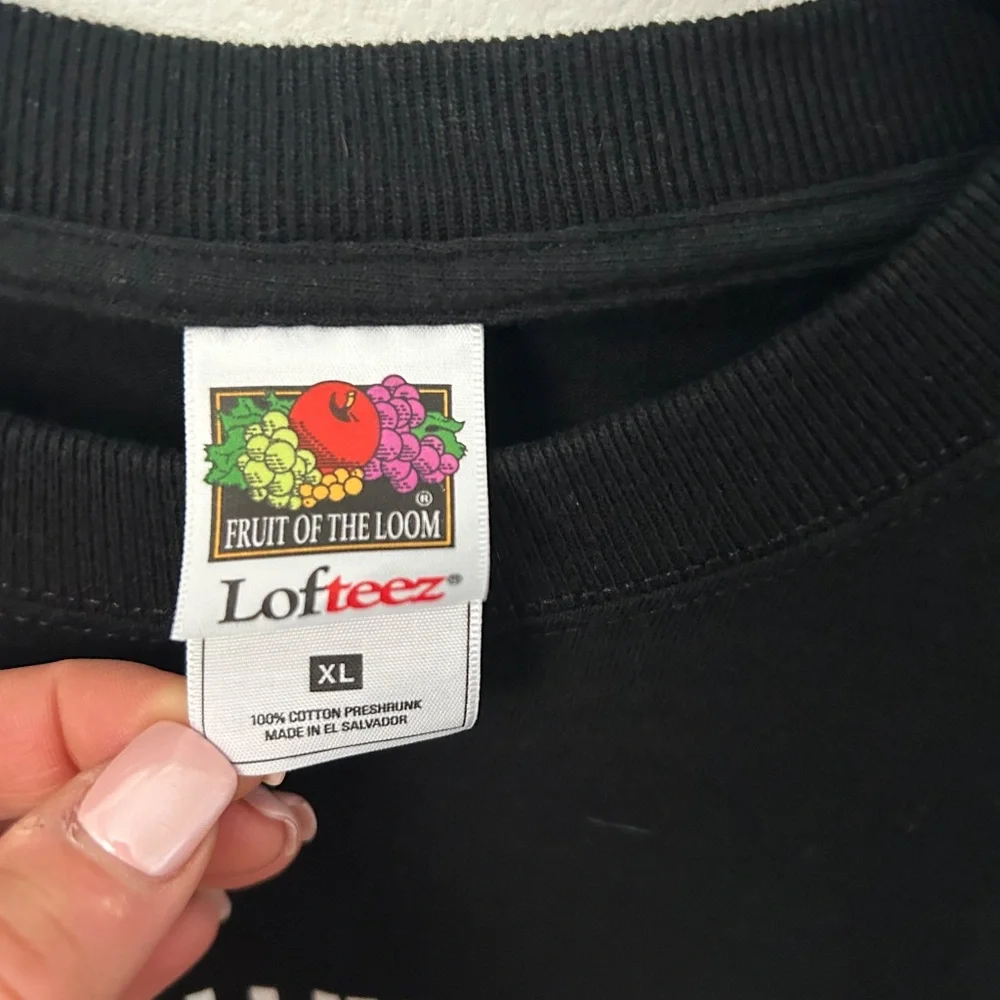 ®
FRUIT OF THE LOOM
Lofteez®
XL
100% COTTON PRESHRUNK
MADE IN EL SALVADOR